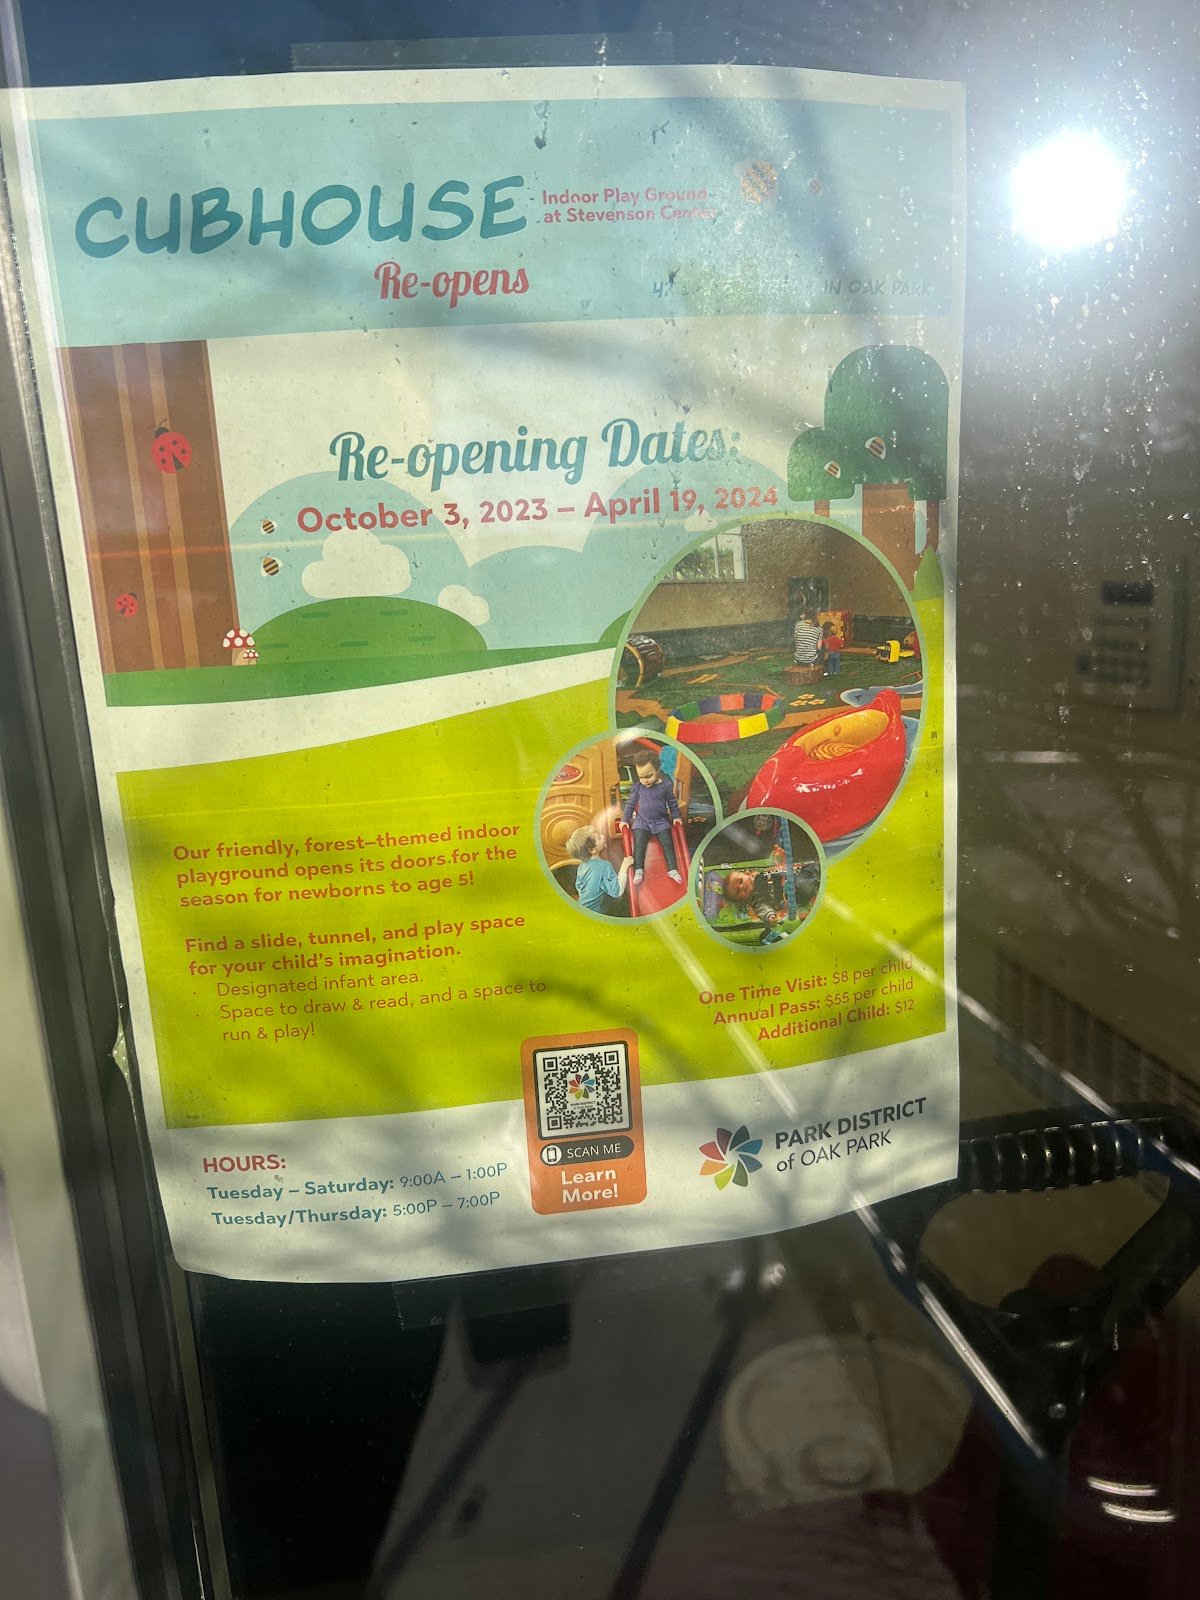 CUBHOUSE
Indoor Play Ground
at Stevenson Center
Re-opens
IN OAK PARK
Re-opening Dates:
October 3, 2023 – April 19, 2024
Our friendly, forest–themed indoor
playground opens its doors for the
season for newborns to age 5!
Find a slide, tunnel, and play space
for your child's imagination.
· Designated infant area.
· Space to draw & read, and a space to
run & play!
One Time Visit: $8 per child
Annual Pass: $55 per child
Additional Child: $12
SCAN ME
Learn
More!
HOURS:
Tuesday – Saturday: 9:00A – 1:00P
Tuesday/Thursday: 5:00P – 7:00P
PARK DISTRICT
of OAK PARK